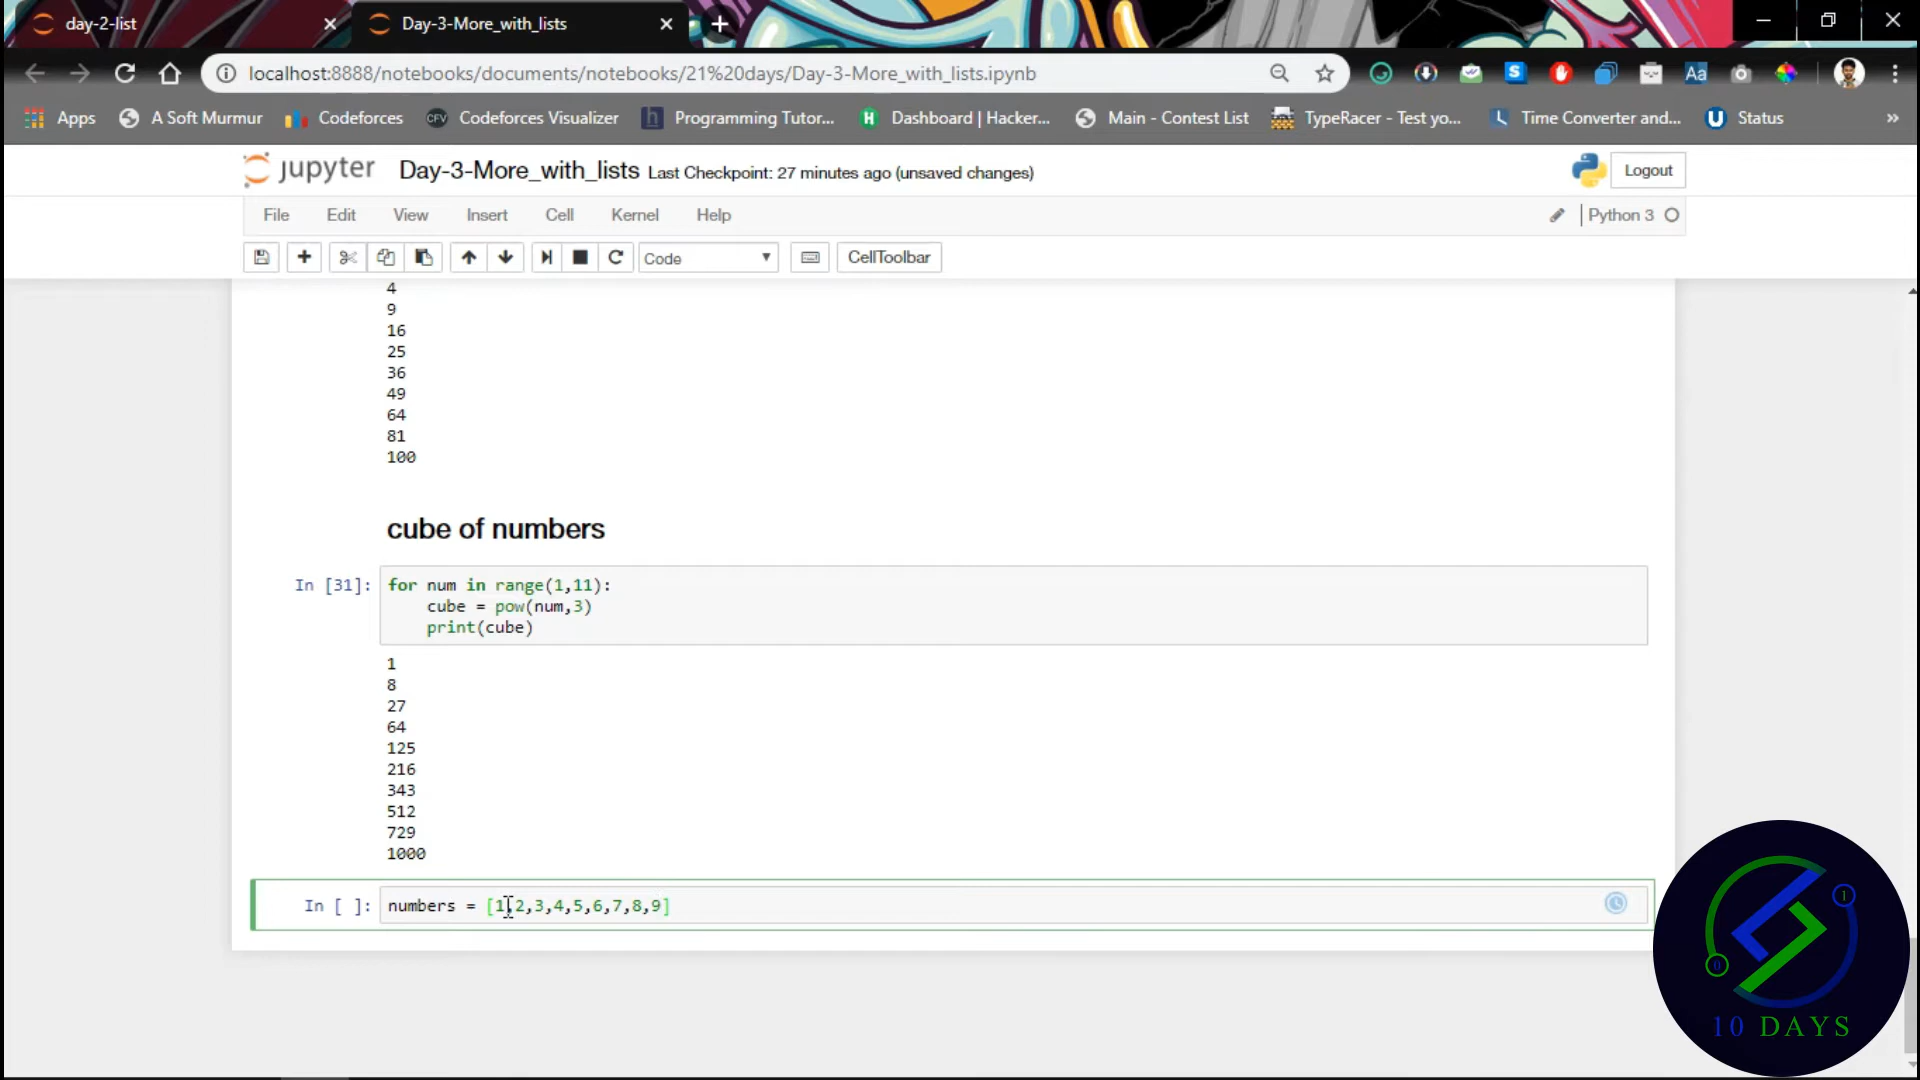 day-2-list
Day-3-More_with_lists
localhost:8888/notebooks/documents/notebooks/21%20days/Day-3-More_with_lists.ipynb
Apps A Soft Murmur Codeforces CFV Codeforces Visualizer h Programming Tutor... H Dashboard | Hacker... Main - Contest List TypeRacer - Test yo... Time Converter and... U Status »
jupyter Day-3-More_with_lists Last Checkpoint: 27 minutes ago (unsaved changes) Logout
File Edit View Insert Cell Kernel Help Python 3
Code CellToolbar
4
9
16
25
36
49
64
81
100
cube of numbers
In [31]: for num in range(1,11):
cube = pow(num,3)
print(cube)
1
8
27
64
125
216
343
512
729
1000
In [ ]: numbers = [1,2,3,4,5,6,7,8,9]
1
0
10 DAYS